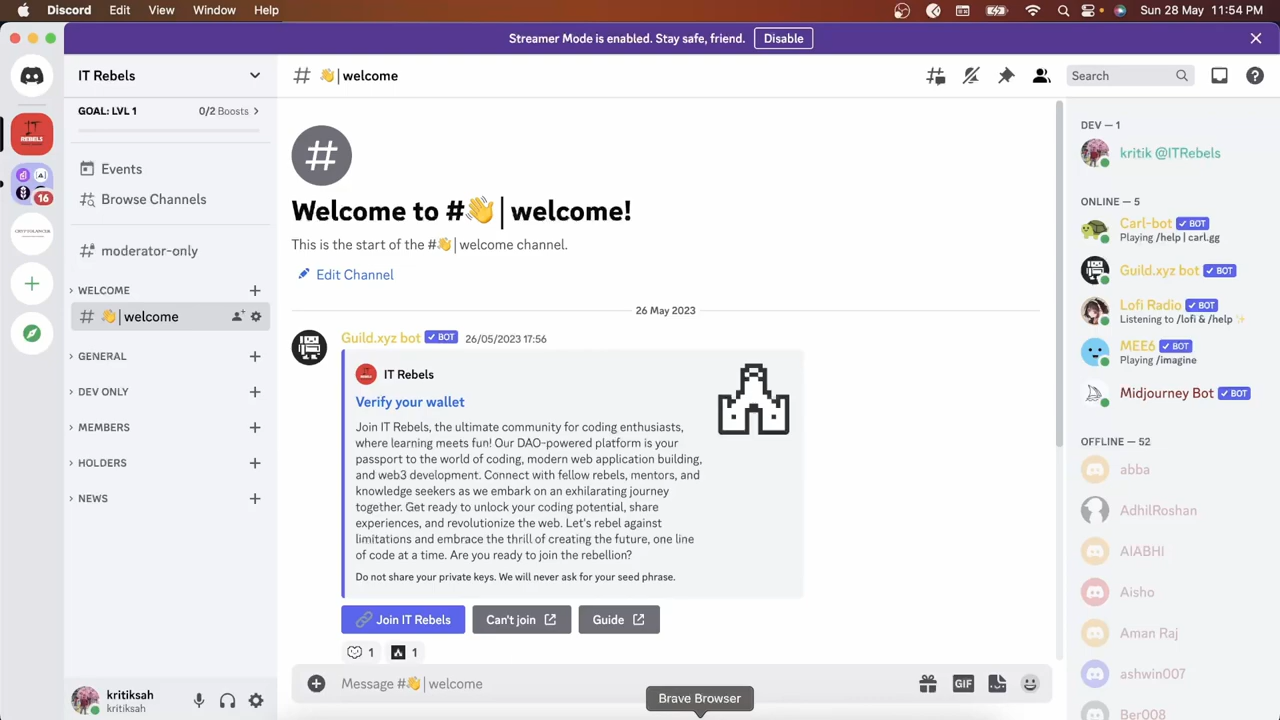 Discord Edit View Window Help Sun 28 May 11:54 PM
Streamer Mode is enabled. Stay safe, friend. Disable
IT Rebels
# 👋|welcome
Search
GOAL: LVL 1 0/2 Boosts >
Events
Browse Channels
moderator-only
WELCOME
👋|welcome
GENERAL
DEV ONLY
MEMBERS
HOLDERS
NEWS
kritiksah
kritiksah
REBELS
16
Welcome to #👋|welcome!
This is the start of the #👋|welcome channel.
Edit Channel
26 May 2023
Guild.xyz bot ✓ BOT 26/05/2023 17:56
IT Rebels
Verify your wallet
Join IT Rebels, the ultimate community for coding enthusiasts,
where learning meets fun! Our DAO-powered platform is your
passport to the world of coding, modern web application building,
and web3 development. Connect with fellow rebels, mentors, and
knowledge seekers as we embark on an exhilarating journey
together. Get ready to unlock your coding potential, share
experiences, and revolutionize the web. Let's rebel against
limitations and embrace the thrill of creating the future, one line
of code at a time. Are you ready to join the rebellion?
Do not share your private keys. We will never ask for your seed phrase.
🔗 Join IT Rebels Can't join Guide
1 1
Message #👋|welcome
GIF
Brave Browser
DEV — 1
kritik @ITRebels
ONLINE — 5
Carl-bot ✓ BOT
Playing /help | carl.gg
Guild.xyz bot ✓ BOT
Lofi Radio ✓ BOT
Listening to /lofi & /help ✨
MEE6 ✓ BOT
Playing /imagine
Midjourney Bot ✓ BOT
OFFLINE — 52
abba
AdhilRoshan
AIABHI
Aisho
Aman Raj
ashwin007
Ber008